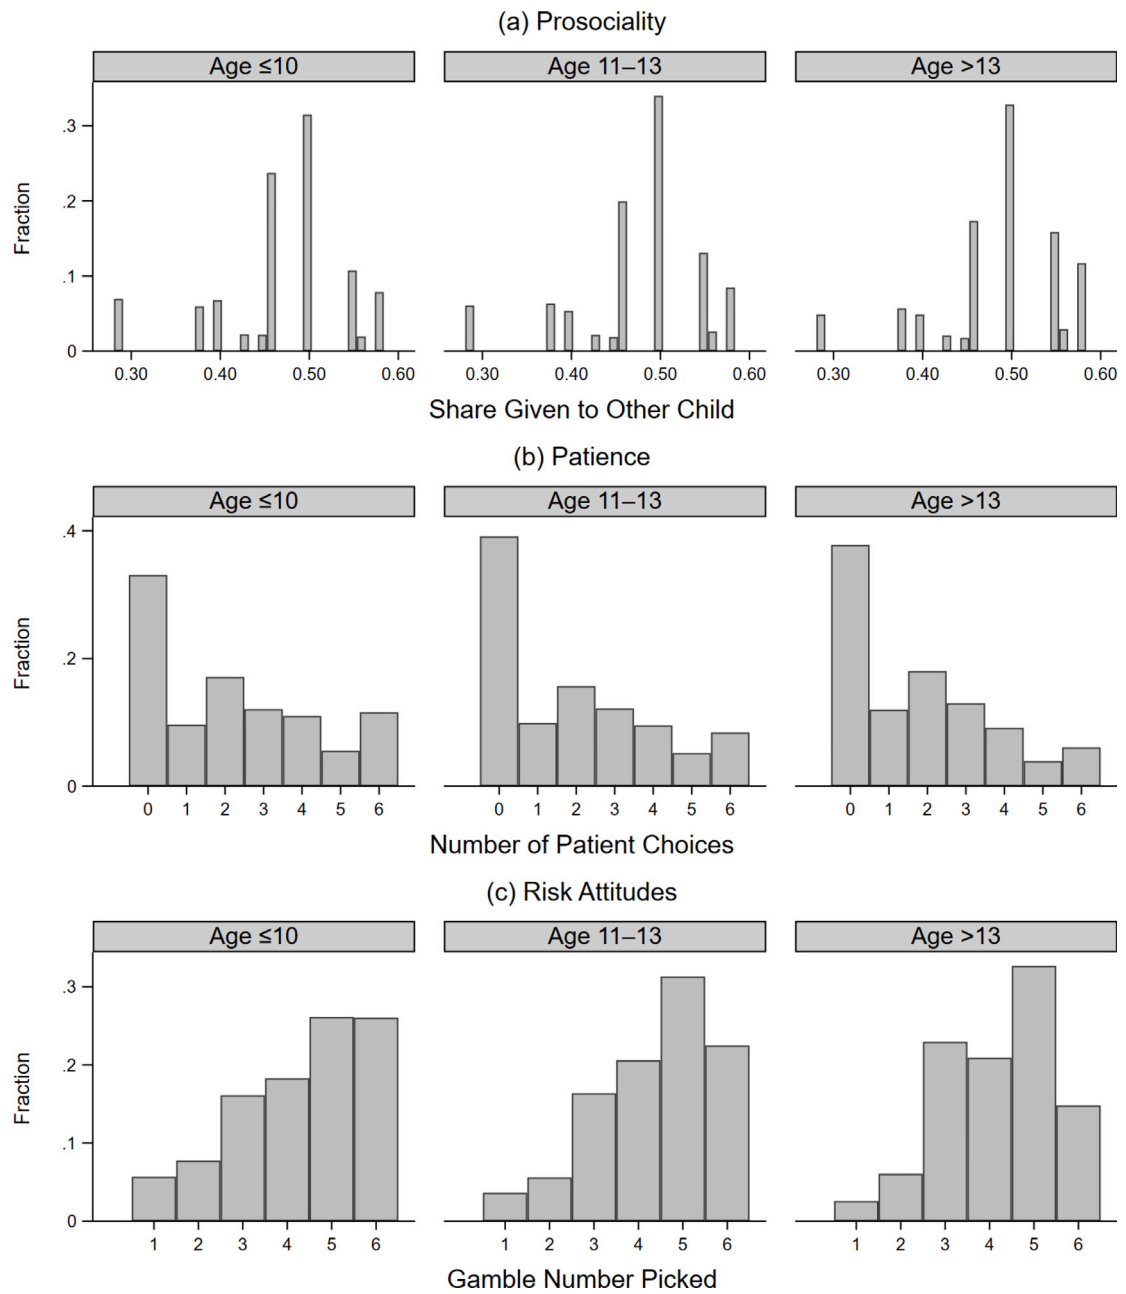 (a) Prosociality
Age ≤10 Age 11–13 Age >13
.3
.2
.1
0
Fraction
0.30 0.40 0.50 0.60 0.30 0.40 0.50 0.60 0.30 0.40 0.50 0.60
Share Given to Other Child
(b) Patience
Age ≤10 Age 11–13 Age >13
.4
.2
0
Fraction
0 1 2 3 4 5 6 0 1 2 3 4 5 6 0 1 2 3 4 5 6
Number of Patient Choices
(c) Risk Attitudes
Age ≤10 Age 11–13 Age >13
.3
.2
.1
0
Fraction
1 2 3 4 5 6 1 2 3 4 5 6 1 2 3 4 5 6
Gamble Number Picked